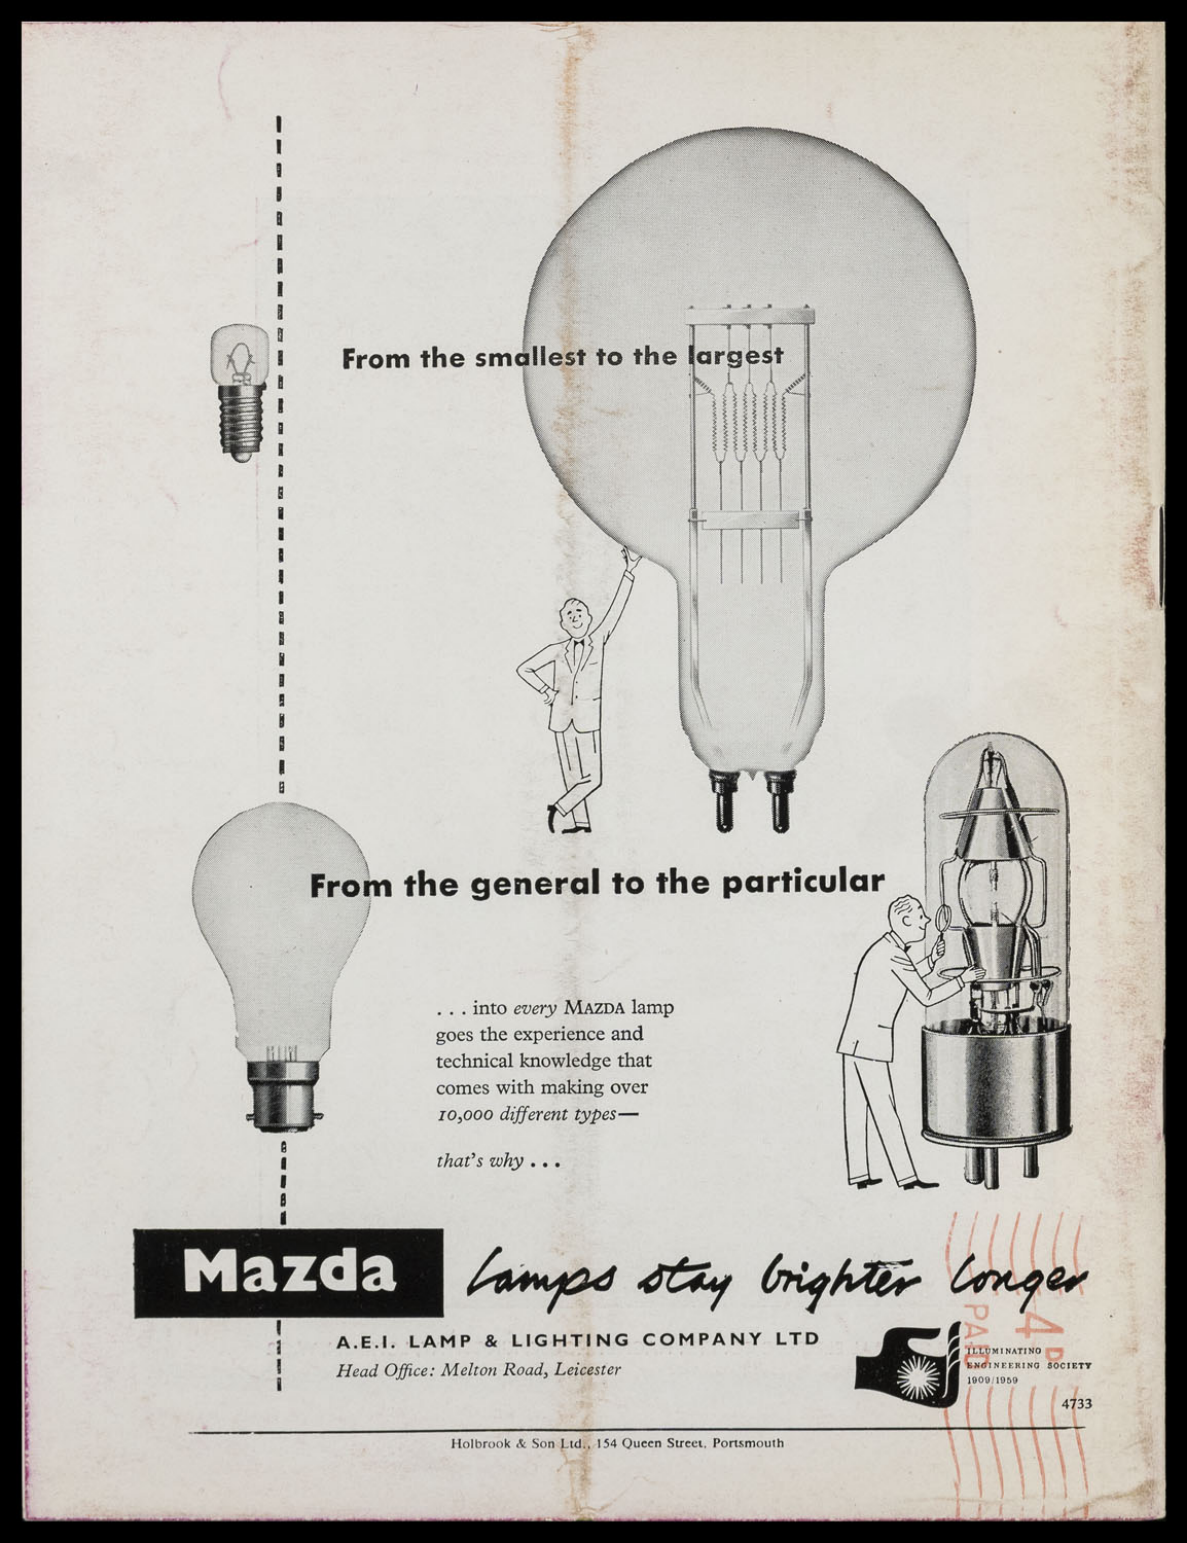 From the smallest to the largest
From the general to the particular
. . . into every MAZDA lamp
goes the experience and
technical knowledge that
comes with making over
10,000 different types—
that's why . . .
Mazda
Lamps stay brighter longer
A.E.I. LAMP & LIGHTING COMPANY LTD
Head Office: Melton Road, Leicester
ILLUMINATING
ENGINEERING SOCIETY
1909/1959
4733
Holbrook & Son Ltd., 154 Queen Street, Portsmouth
4D